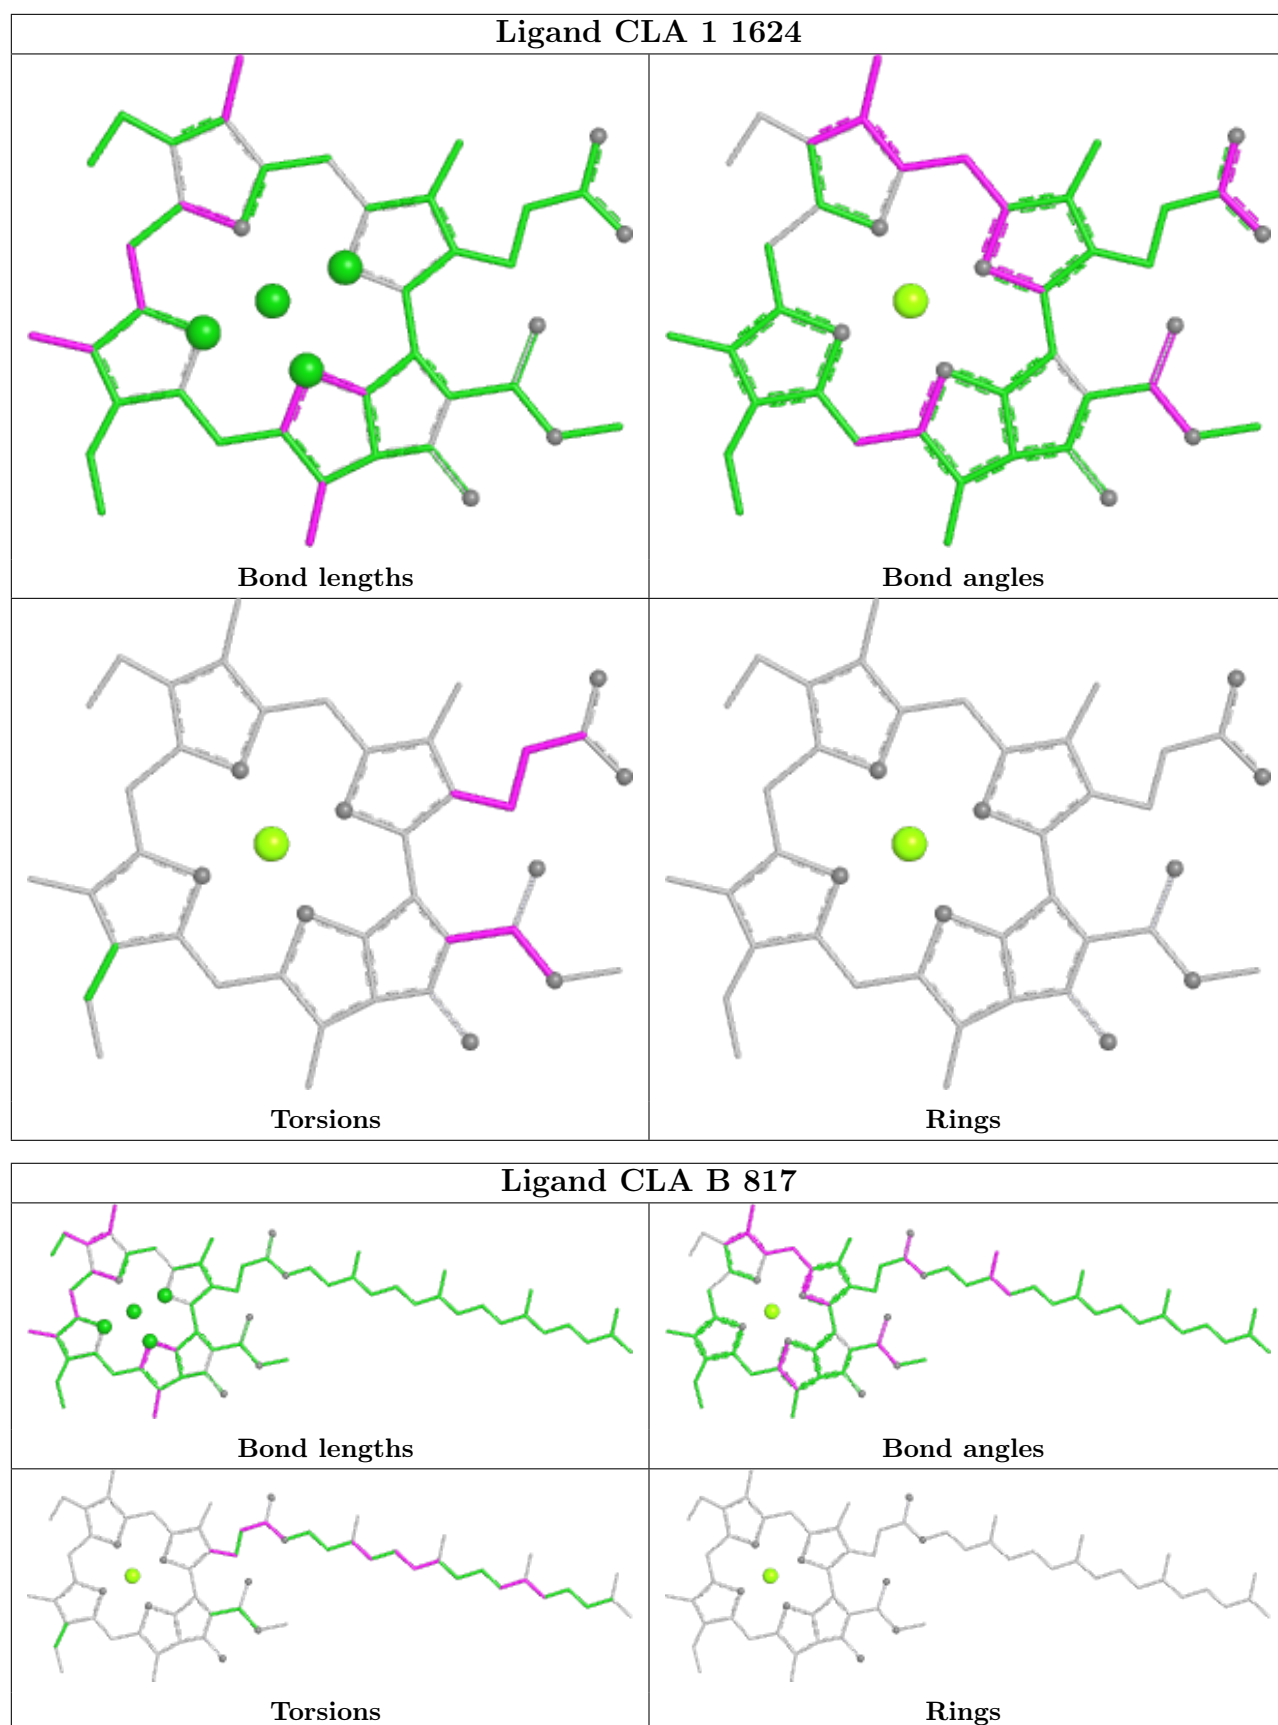 Ligand CLA 1 1624
Bond lengths
Bond angles
Torsions
Rings
Ligand CLA B 817
Bond lengths
Bond angles
Torsions
Rings